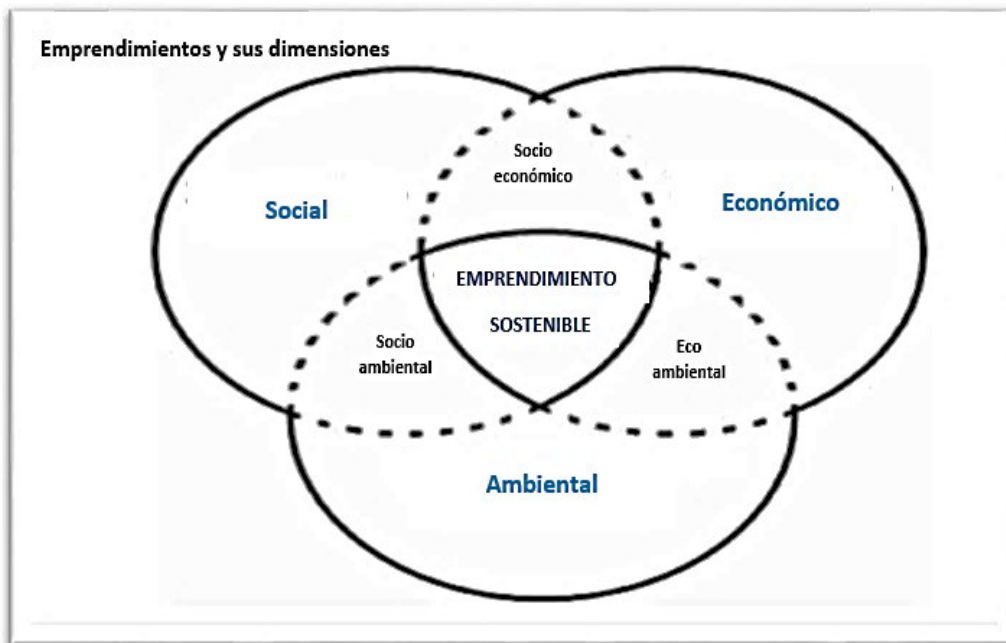 Emprendimientos y sus dimensiones
Socio
económico
Social
Económico
EMPRENDIMIENTO
SOSTENIBLE
Socio
ambiental
Eco
ambiental
Ambiental